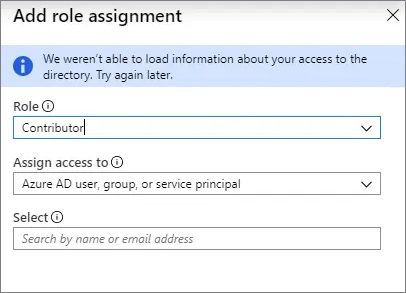 Add role assignment
We weren't able to load information about your access to the
directory. Try again later.
Role
Contributor
Assign access to
Azure AD user, group, or service principal
Select
Search by name or email address